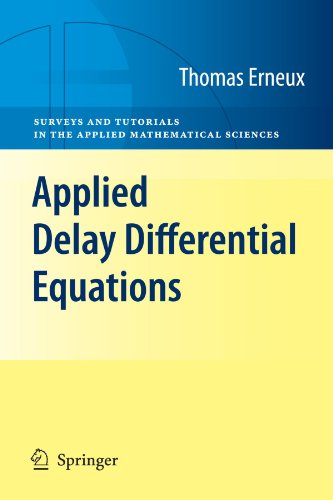 Thomas Erneux
SURVEYS AND TUTORIALS
IN THE APPLIED MATHEMATICAL SCIENCES
Applied
Delay Differential
Equations
Springer